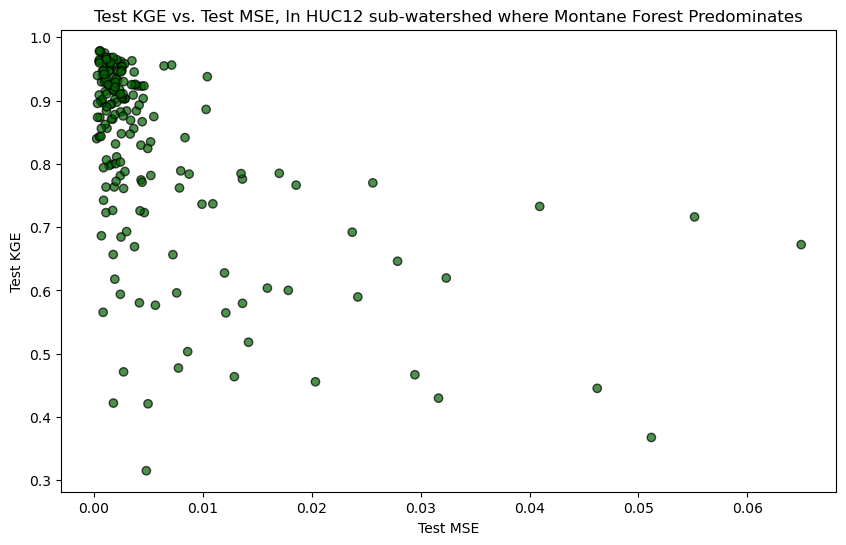 Test KGE vs. Test MSE, In HUC12 sub-watershed where Montane Forest Predominates
1.0
0.9
0.8
0.7
0.6
0.5
0.4
0.3
Test KGE
0.00 0.01 0.02 0.03 0.04 0.05 0.06
Test MSE